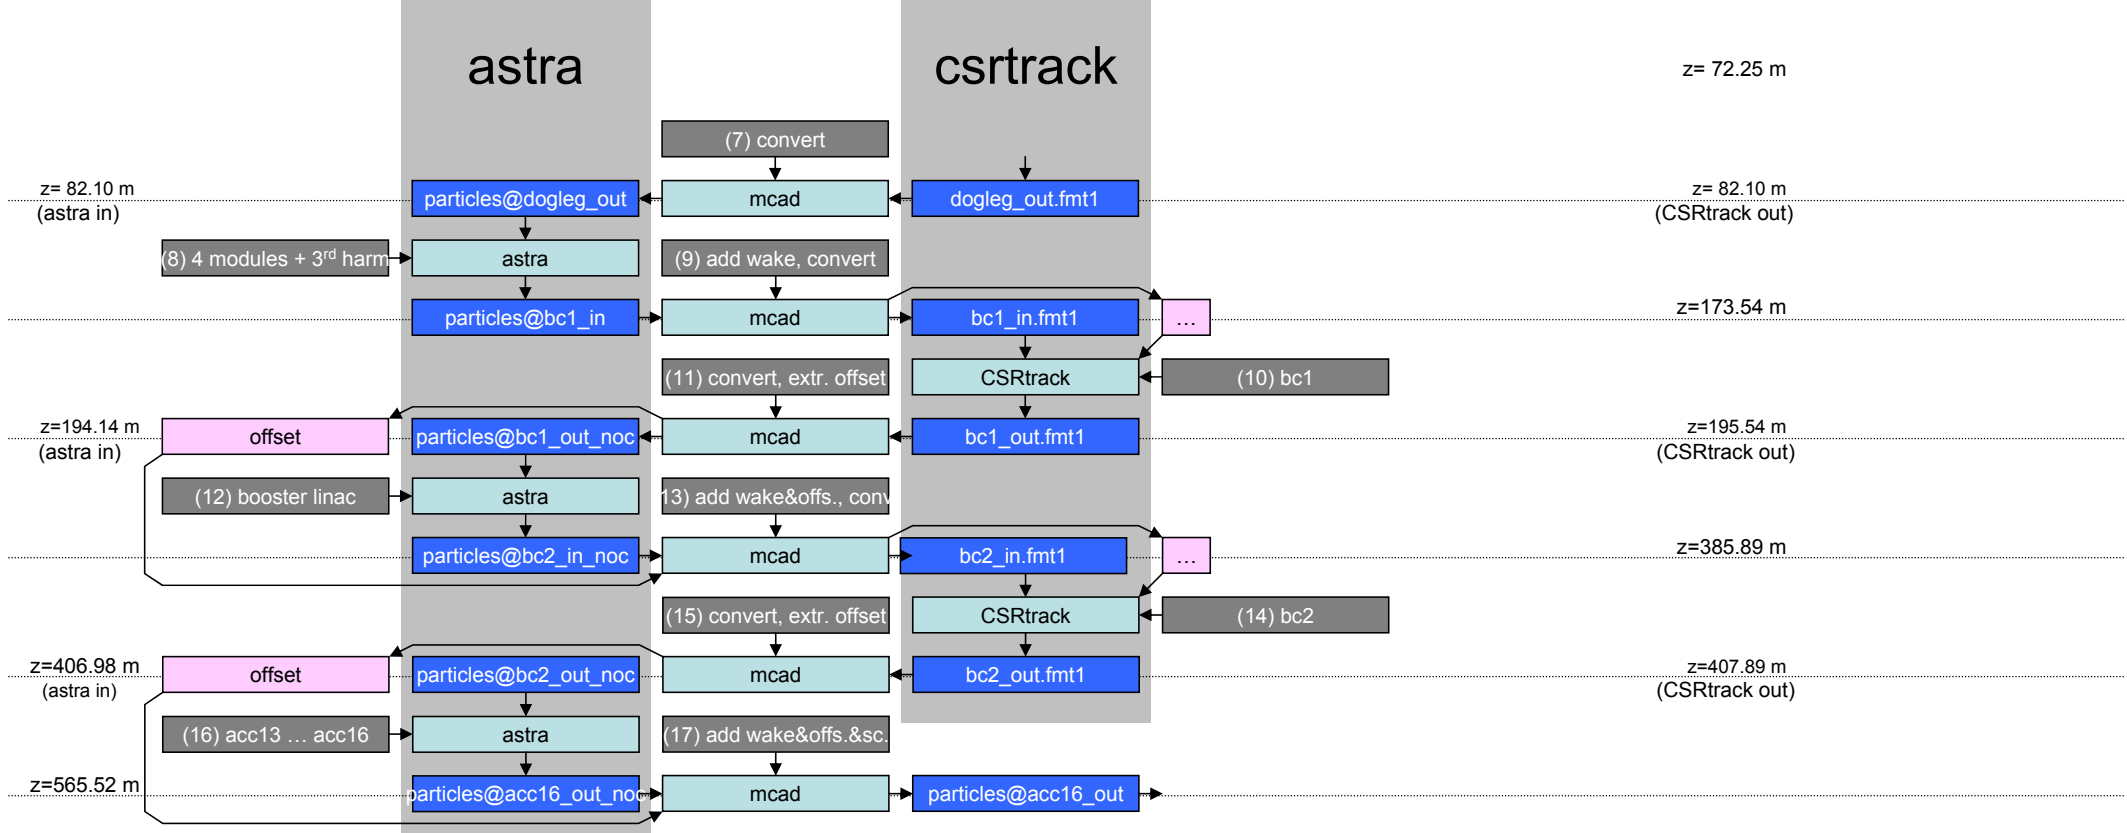 astra
csrtrack
z= 72.25 m
(7) convert
z= 82.10 m
(astra in)
particles@dogleg_out
mcad
dogleg_out.fmt1
z= 82.10 m
(CSRtrack out)
(8) 4 modules + 3rd harm
astra
(9) add wake, convert
particles@bc1_in
mcad
bc1_in.fmt1
...
z=173.54 m
(11) convert, extr. offset
CSRtrack
(10) bc1
z=194.14 m
(astra in)
offset
particles@bc1_out_noc
mcad
bc1_out.fmt1
z=195.54 m
(CSRtrack out)
(12) booster linac
astra
13) add wake&offs., conv
particles@bc2_in_noc
mcad
bc2_in.fmt1
...
z=385.89 m
(15) convert, extr. offset
CSRtrack
(14) bc2
z=406.98 m
(astra in)
offset
particles@bc2_out_noc
mcad
bc2_out.fmt1
z=407.89 m
(CSRtrack out)
(16) acc13 ... acc16
astra
(17) add wake&offs.&sc.
z=565.52 m
particles@acc16_out_noc
mcad
particles@acc16_out